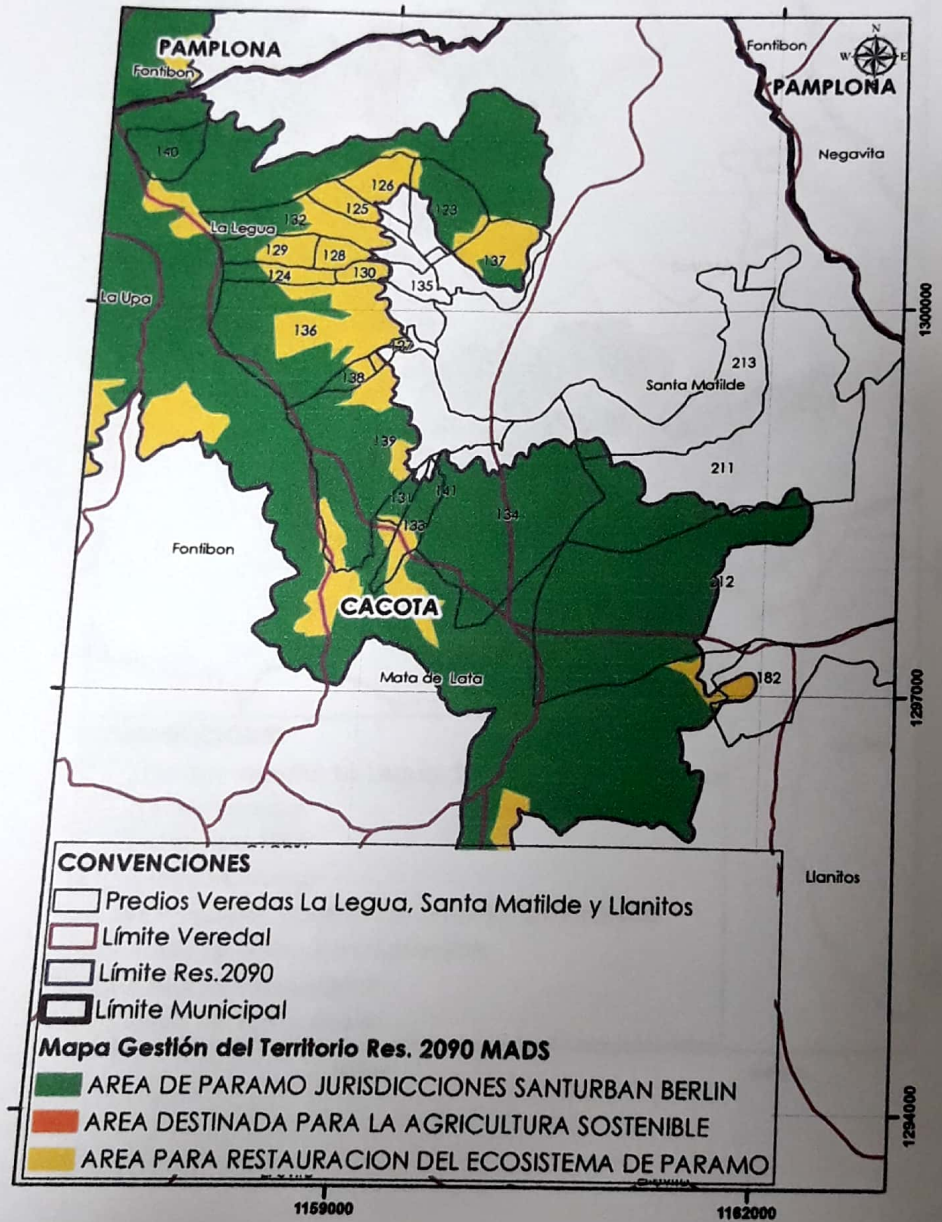 PAMPLONA
Fontibon
Fontibon
N
W
E
PAMPLONA
Negavita
140
126
125
123
132
La Legua
129
128
137
124
130
135
La Upa
1300000
136
138
213
Santa Matilde
139
211
131
141
133
134
Fontibon
212
CACOTA
Mata de Lata
182
1297000
CONVENCIONES
Predios Veredas La Legua, Santa Matilde y Llanitos
Límite Veredal
Límite Res.2090
Límite Municipal
Llanitos
Mapa Gestión del Territorio Res. 2090 MADS
AREA DE PARAMO JURISDICCIONES SANTURBAN BERLIN
AREA DESTINADA PARA LA AGRICULTURA SOSTENIBLE
AREA PARA RESTAURACION DEL ECOSISTEMA DE PARAMO
1294000
1159000
1162000